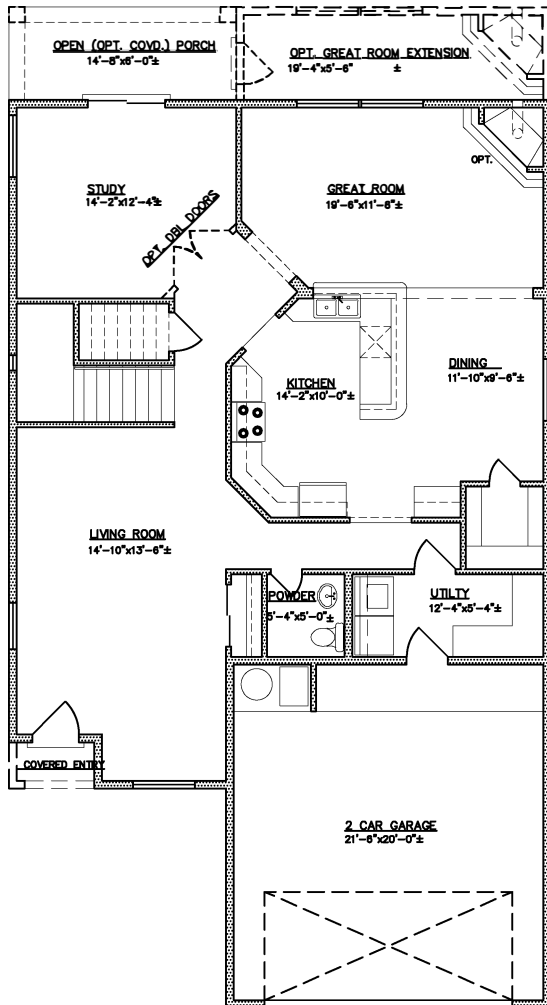 OPEN (OPT. COVD.) PORCH
14'-8"x6'-0"±
OPT. GREAT ROOM EXTENSION
19'-4"x5'-6" ±
STUDY
14'-2"x12'-4"±
OPT. DBL DOORS
GREAT ROOM
19'-6"x11'-6"±
OPT.
KITCHEN
14'-2"x10'-0"±
DINING
11'-10"x9'-6"±
LIVING ROOM
14'-10"x13'-6"±
POWDER
5'-4"x5'-0"±
UTILTY
12'-4"x5'-4"±
COVERED ENTRY
2 CAR GARAGE
21'-6"x20'-0"±